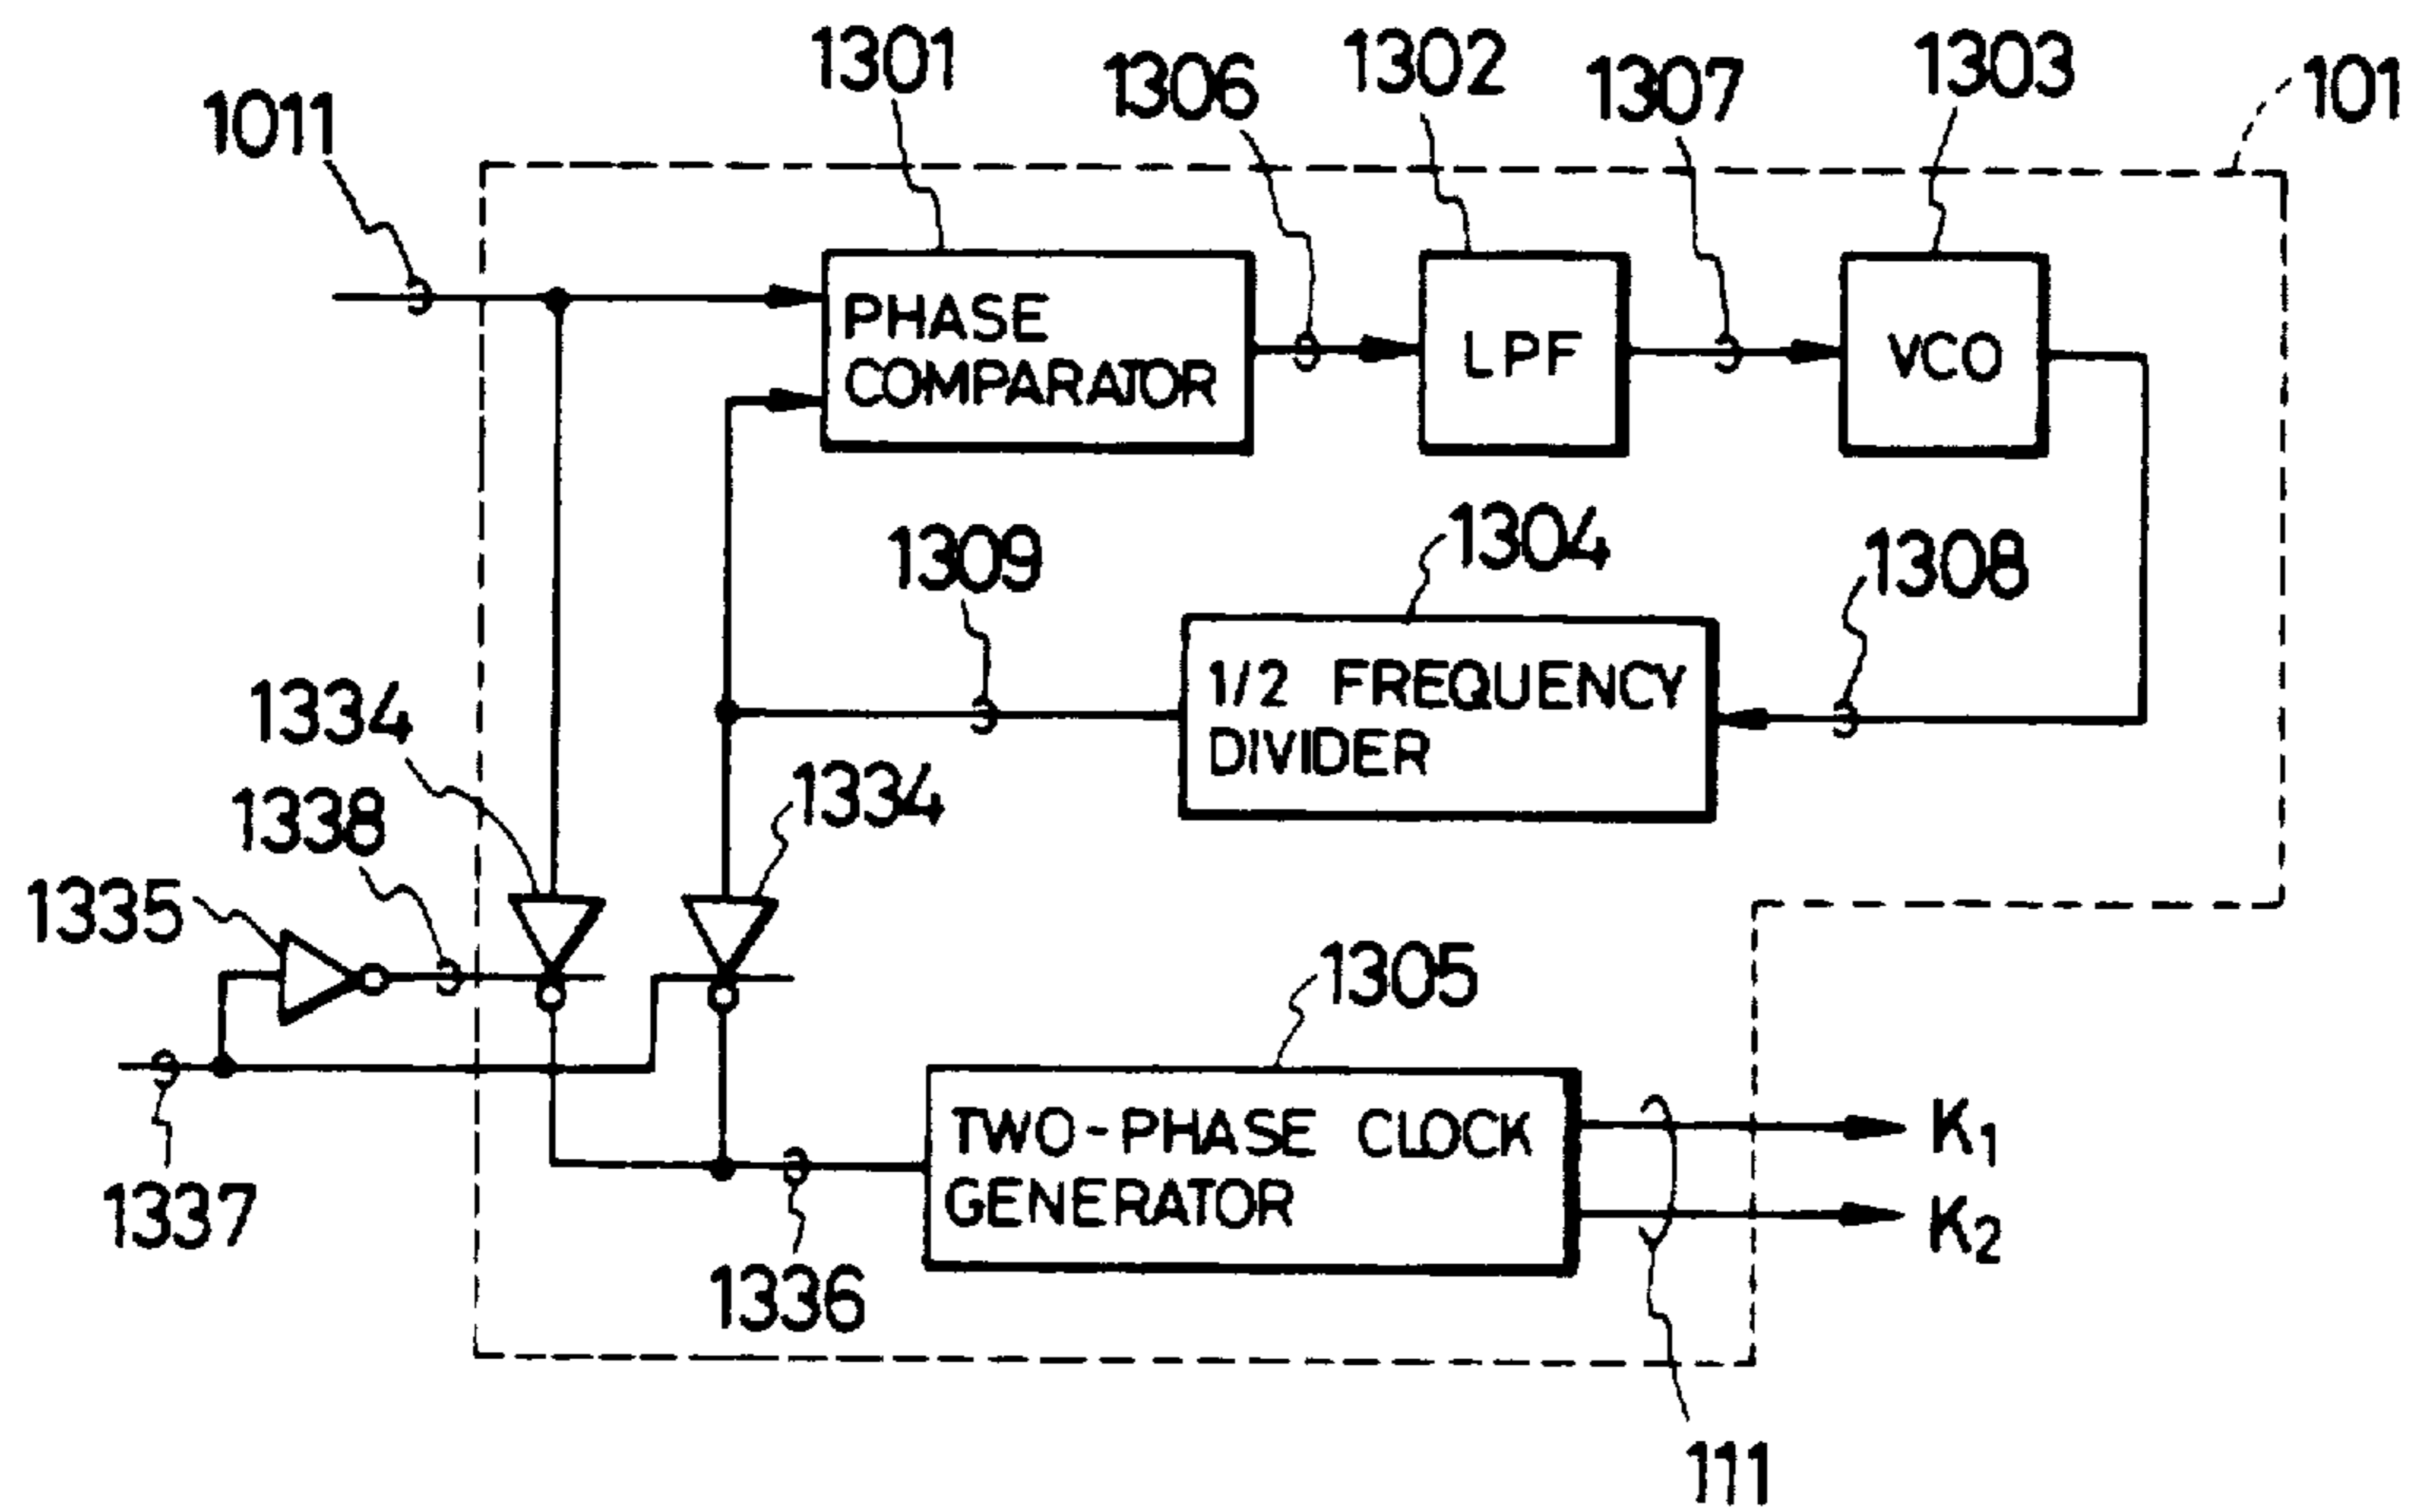 1301
1306
1302
1307
1303
101
1011
PHASE
COMPARATOR
LPF
VCO
1309
1304
1308
1/2 FREQUENCY
DIVIDER
1334
1338
1334
1335
1305
TWO-PHASE CLOCK
GENERATOR
K1
K2
1337
1336
111